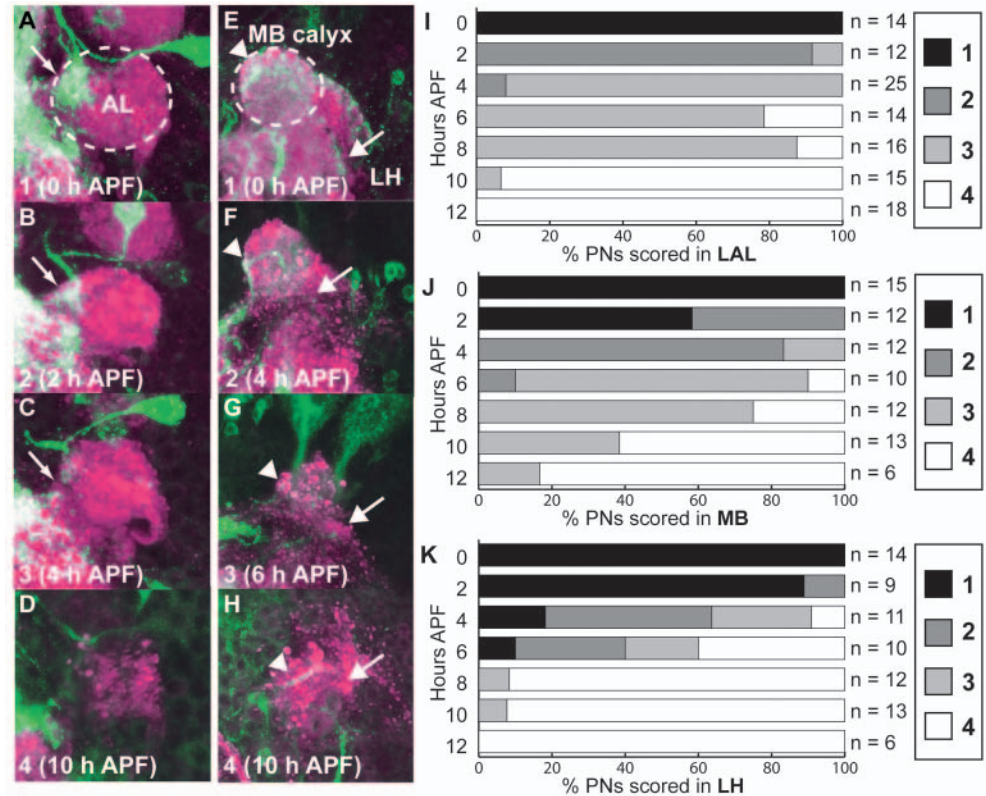 A
AL
1 (0 h APF)
B
2 (2 h APF)
C
3 (4 h APF)
D
4 (10 h APF)
E
MB calyx
LH
1 (0 h APF)
F
2 (4 h APF)
G
3 (6 h APF)
H
4 (10 h APF)
I
Hours APF
0 n = 14
2 n = 12
4 n = 25
6 n = 14
8 n = 16
10 n = 15
12 n = 18
0 20 40 60 80 100
% PNs scored in LAL
1
2
3
4
J
Hours APF
0 n = 15
2 n = 12
4 n = 12
6 n = 10
8 n = 12
10 n = 13
12 n = 6
0 20 40 60 80 100
% PNs scored in MB
1
2
3
4
K
Hours APF
0 n = 14
2 n = 9
4 n = 11
6 n = 10
8 n = 12
10 n = 13
12 n = 6
0 20 40 60 80 100
% PNs scored in LH
1
2
3
4